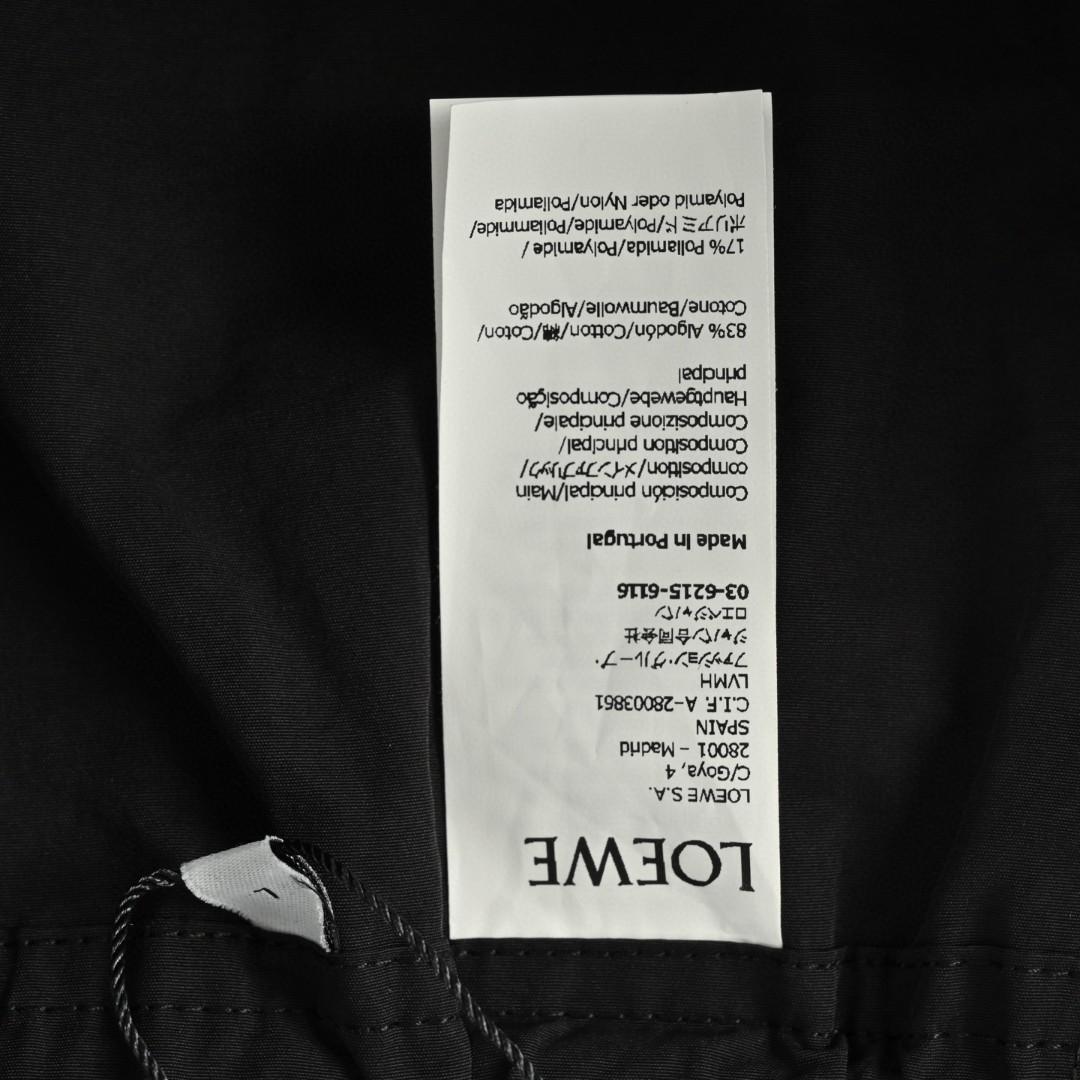 LOEWE
LOEWE S.A.
C/Goya, 4
28001 - Madrid
SPAIN
C.I.F. A-28003861
LVMH
ファッション・グループ・
ジャパン合同会社
ロエベジャパン
03-6215-6116
Made in Portugal
Composición principal/Main
composition/メインファブリック/
Composition principal/
Composizione principale/
Hauptgewebe/Composição
principal
83% Algodón/Cotton/綿/Coton/
Cotone/Baumwolle/Algodão
17% Poliamida/Polyamide /
ポリアミド/Polyamide/Poliammide/
Polyamid oder Nylon/Poliamida